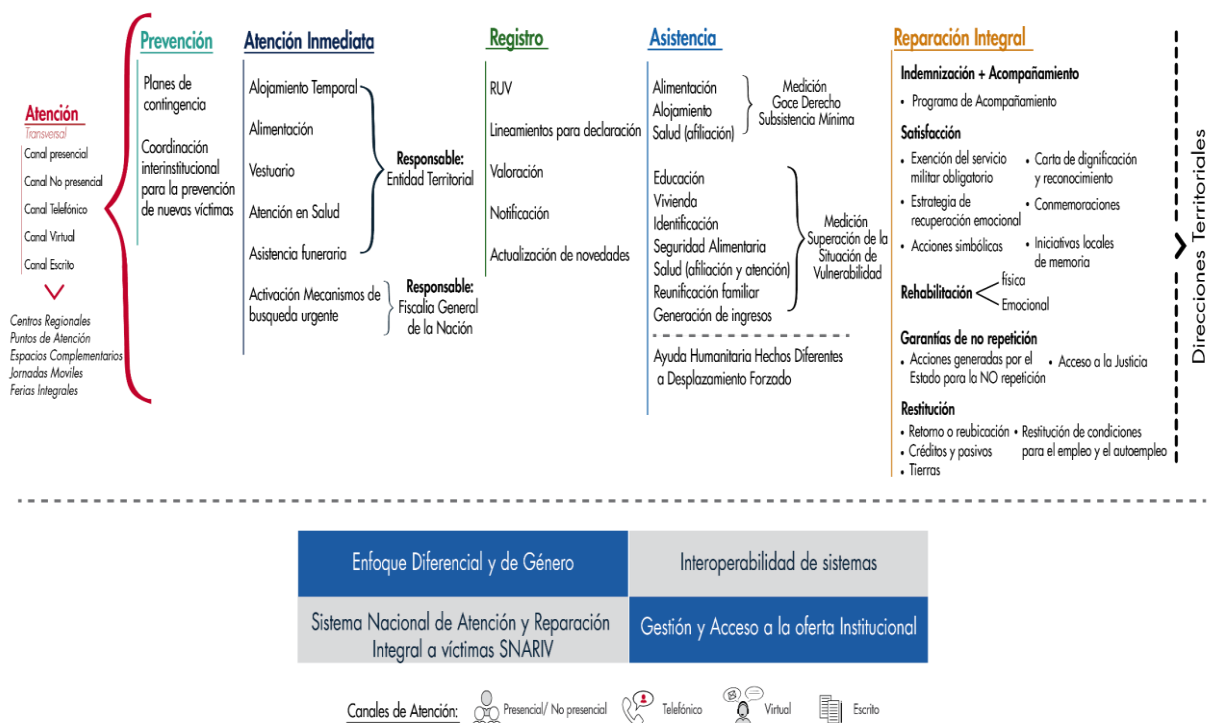 Atención
Transversal
Canal presencial
Canal No presencial
Canal Telefónico
Canal Virtual
Canal Escrito
Centros Regionales
Puntos de Atención
Espacios Complementarios
Jornadas Moviles
Ferias Integrales
Prevención
Planes de
contingencia
Coordinación
interinstitucional
para la prevención
de nuevas víctimas
Atención Inmediata
Alojamiento Temporal
Alimentación
Vestuario
Atención en Salud
Asistencia funeraria
Responsable:
Entidad Territorial
Activación Mecanismos de
busqueda urgente
Responsable:
Fiscalia General
de la Nación
Registro
RUV
Lineamientos para declaración
Valoración
Notificación
Actualización de novedades
Asistencia
Alimentación
Alojamiento
Salud (afiliación)
Medición
Goce Derecho
Subsistencia Mínima
Educación
Vivienda
Identificación
Seguridad Alimentaria
Salud (afiliación y atención)
Reunificación familiar
Generación de ingresos
Medición
Superación de la
Situación de
Vulnerabilidad
Ayuda Humanitaria Hechos Diferentes
a Desplazamiento Forzado
Reparación Integral
Indemnización + Acompañamiento
• Programa de Acompañamiento
Satisfacción
• Exención del servicio
militar obligatorio
• Estrategia de
recuperación emocional
• Acciones simbólicas
• Carta de dignificación
y reconocimiento
• Conmemoraciones
• Iniciativas locales
de memoria
Rehabilitación
física
Emocional
Garantías de no repetición
• Acciones generadas por el
Estado para la NO repetición
• Acceso a la Justicia
Restitución
• Retorno o reubicación
• Créditos y pasivos
• Tierras
• Restitución de condiciones
para el empleo y el autoempleo
Direcciones Territoriales
Enfoque Diferencial y de Género
Interoperabilidad de sistemas
Sistema Nacional de Atención y Reparación
Integral a víctimas SNARIV
Gestión y Acceso a la oferta Institucional
Canales de Atención:
Presencial/ No presencial
Telefónico
Virtual
Escrito